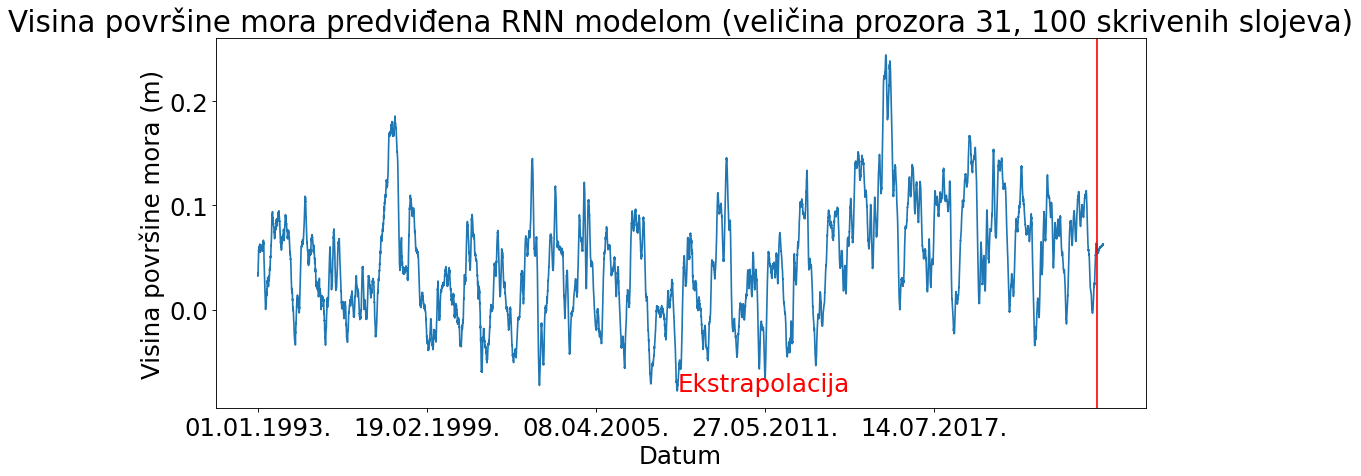 Visina površine mora predviđena RNN modelom (veličina prozora 31, 100 skrivenih slojeva)
Visina površine mora (m)
0.2
0.1
0.0
Ekstrapolacija
01.01.1993. 19.02.1999. 08.04.2005. 27.05.2011. 14.07.2017.
Datum